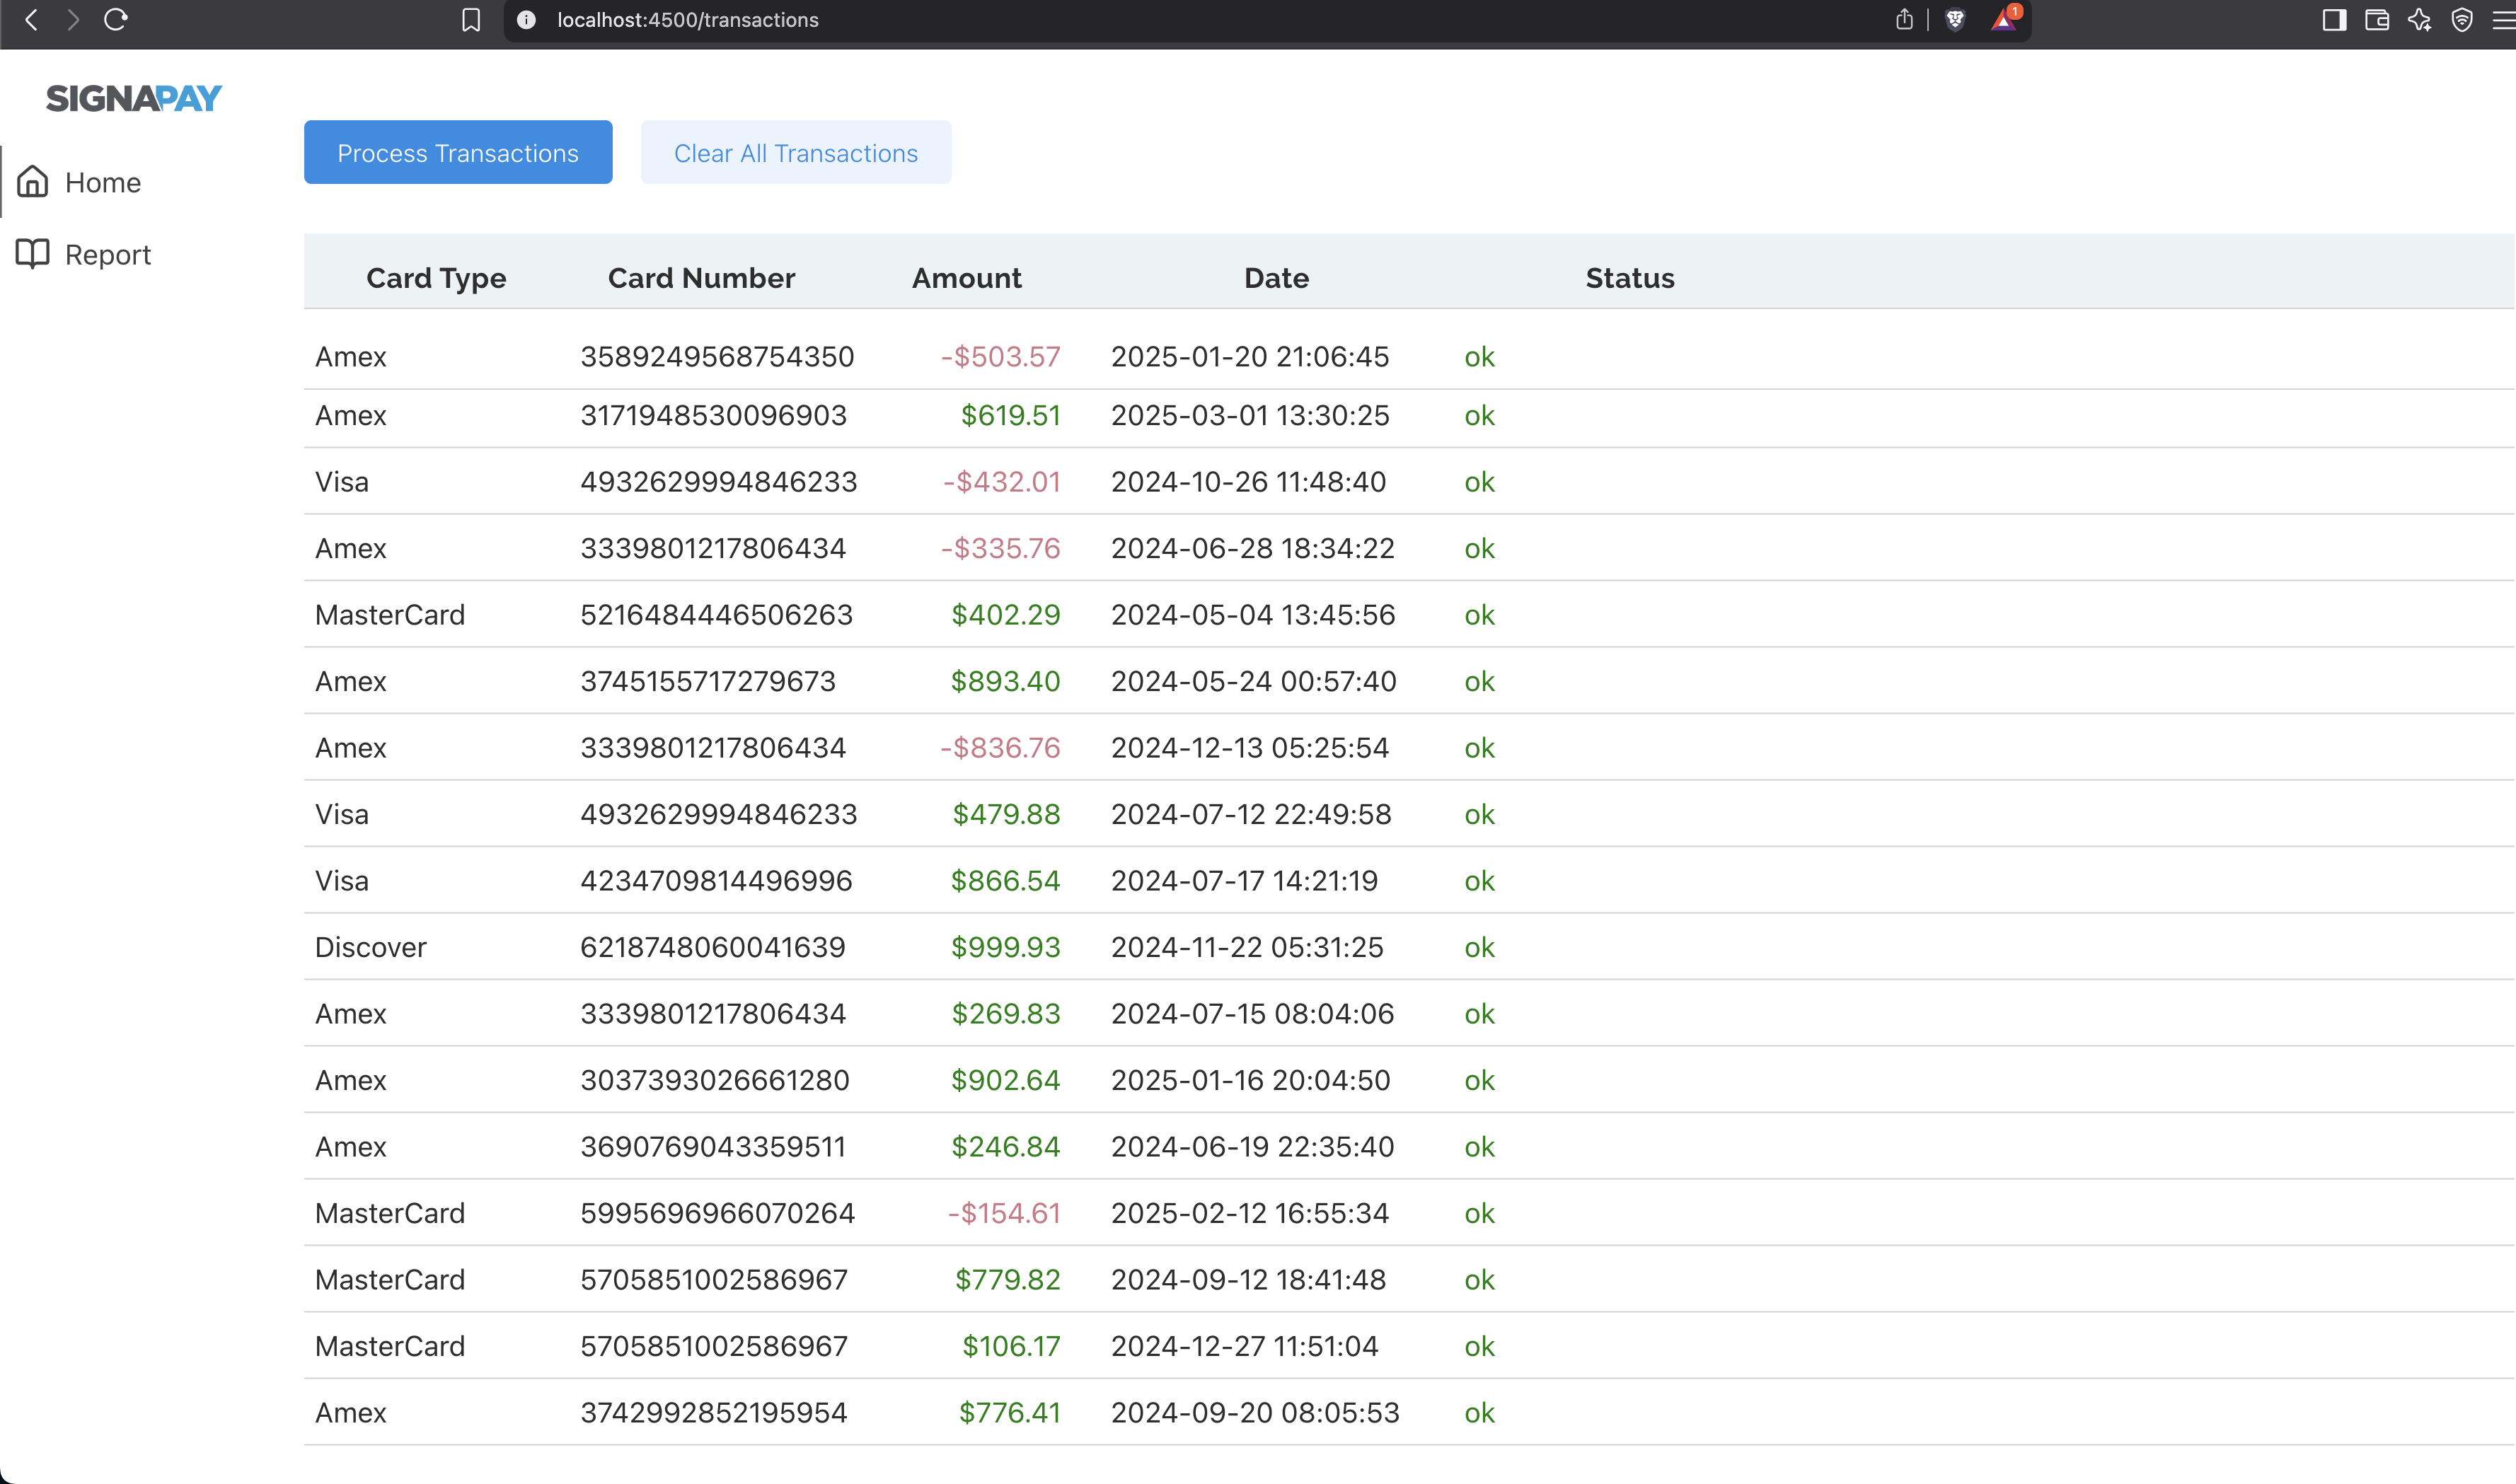 localhost:4500/transactions
1
SIGNAPAY
Process Transactions Clear All Transactions
Home
Report
Card Type Card Number Amount Date Status
Amex 3589249568754350 -$503.57 2025-01-20 21:06:45 ok
Amex 3171948530096903 $619.51 2025-03-01 13:30:25 ok
Visa 4932629994846233 -$432.01 2024-10-26 11:48:40 ok
Amex 3339801217806434 -$335.76 2024-06-28 18:34:22 ok
MasterCard 5216484446506263 $402.29 2024-05-04 13:45:56 ok
Amex 3745155717279673 $893.40 2024-05-24 00:57:40 ok
Amex 3339801217806434 -$836.76 2024-12-13 05:25:54 ok
Visa 4932629994846233 $479.88 2024-07-12 22:49:58 ok
Visa 4234709814496996 $866.54 2024-07-17 14:21:19 ok
Discover 6218748060041639 $999.93 2024-11-22 05:31:25 ok
Amex 3339801217806434 $269.83 2024-07-15 08:04:06 ok
Amex 3037393026661280 $902.64 2025-01-16 20:04:50 ok
Amex 3690769043359511 $246.84 2024-06-19 22:35:40 ok
MasterCard 5995696966070264 -$154.61 2025-02-12 16:55:34 ok
MasterCard 5705851002586967 $779.82 2024-09-12 18:41:48 ok
MasterCard 5705851002586967 $106.17 2024-12-27 11:51:04 ok
Amex 3742992852195954 $776.41 2024-09-20 08:05:53 ok